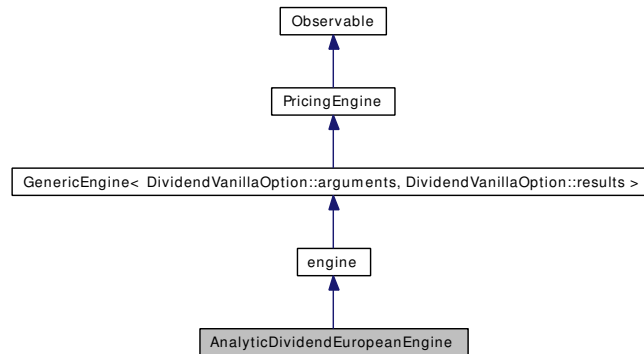 Observable
PricingEngine
GenericEngine< DividendVanillaOption::arguments, DividendVanillaOption::results >
engine
AnalyticDividendEuropeanEngine